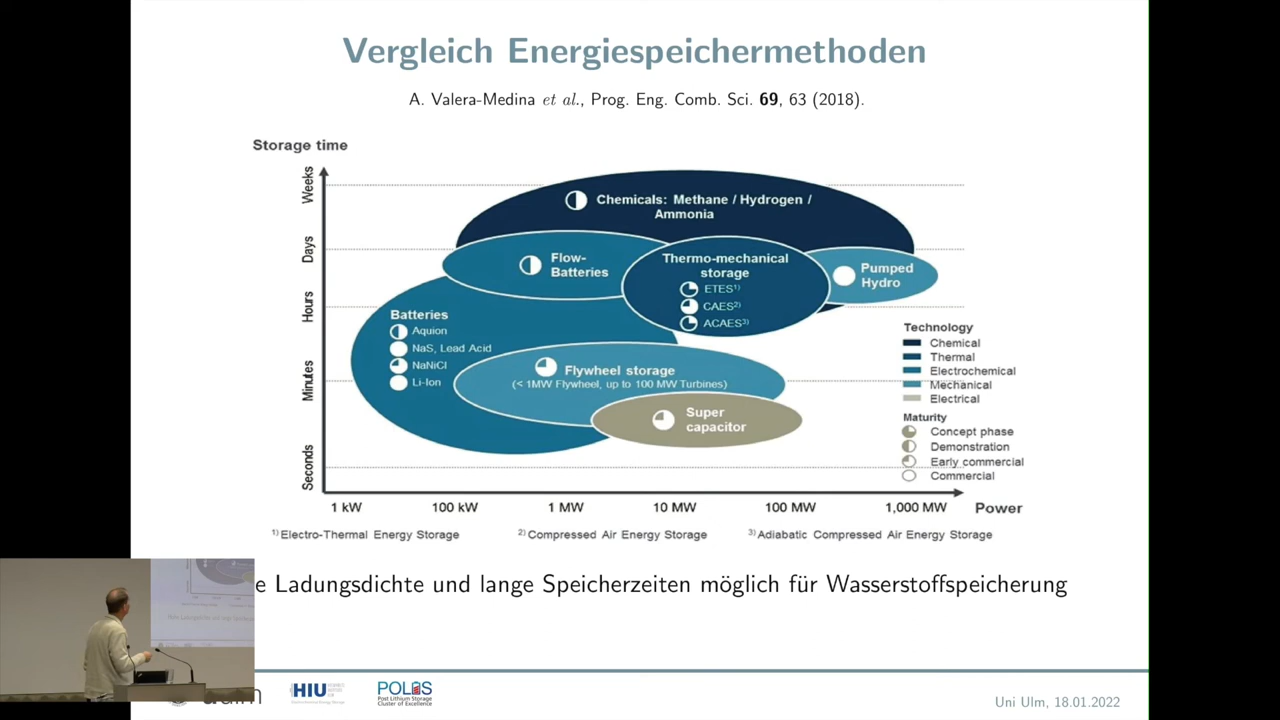 Vergleich Energiespeichermethoden
A. Valera-Medina et al., Prog. Eng. Comb. Sci. 69, 63 (2018).
Storage time
Weeks
Days
Hours
Minutes
Seconds
Chemicals: Methane / Hydrogen /
Ammonia
Flow-
Batteries
Thermo-mechanical
storage
ETES1)
CAES2)
ACAES3)
Pumped
Hydro
Batteries
Aquion
NaS, Lead Acid
NaNiCl
Li-Ion
Flywheel storage
(< 1MW Flywheel, up to 100 MW Turbines)
Super
capacitor
Technology
Chemical
Thermal
Electrochemical
Mechanical
Electrical
Maturity
Concept phase
Demonstration
Early commercial
Commercial
1 kW 100 kW 1 MW 10 MW 100 MW 1,000 MW Power
1) Electro-Thermal Energy Storage 2) Compressed Air Energy Storage 3) Adiabatic Compressed Air Energy Storage
e Ladungsdichte und lange Speicherzeiten möglich für Wasserstoffspeicherung
HIU
POLiS
Post Lithium Storage
Cluster of Excellence
Uni Ulm, 18.01.2022